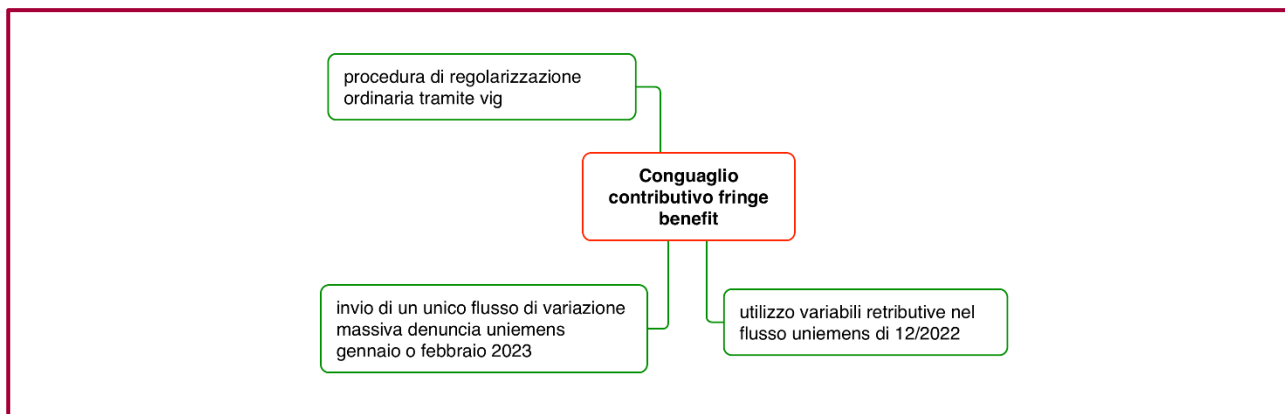 procedura di regolarizzazione
ordinaria tramite vig
Conguaglio
contributivo fringe
benefit
invio di un unico flusso di variazione
massiva denuncia uniemens
gennaio o febbraio 2023
utilizzo variabili retributive nel
flusso uniemens di 12/2022